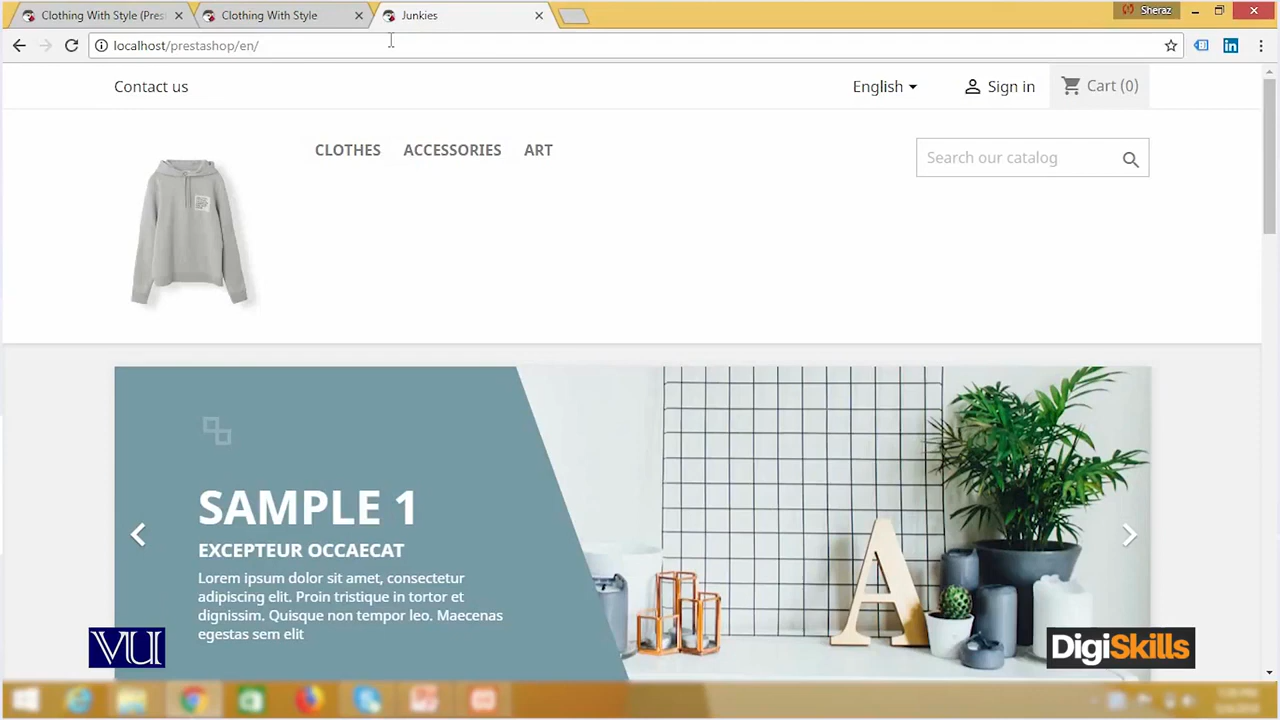 Clothing With Style (Pres
Clothing With Style
Junkies
Sheraz
localhost/prestashop/en/
Contact us
English
Sign in
Cart (0)
CLOTHES
ACCESSORIES
ART
Search our catalog
SAMPLE 1
EXCEPTEUR OCCAECAT
Lorem ipsum dolor sit amet, consectetur
adipiscing elit. Proin tristique in tortor et
dignissim. Quisque non tempor leo. Maecenas
egestas sem elit
A
VU
DigiSkills